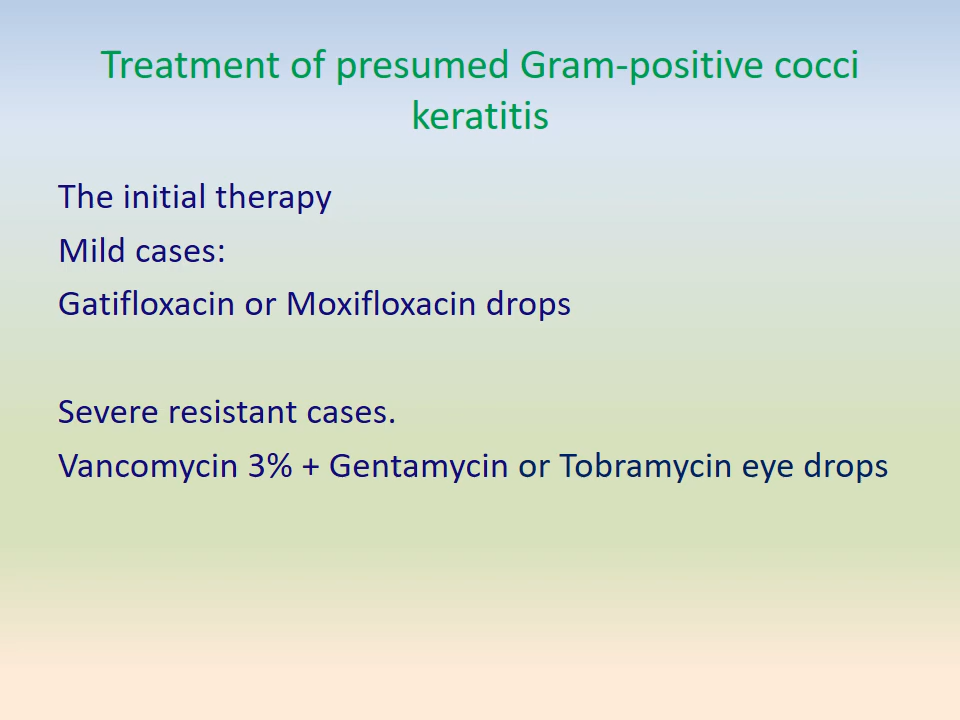 Treatment of presumed Gram-positive cocci
keratitis
The initial therapy
Mild cases:
Gatifloxacin or Moxifloxacin drops
Severe resistant cases.
Vancomycin 3% + Gentamycin or Tobramycin eye drops